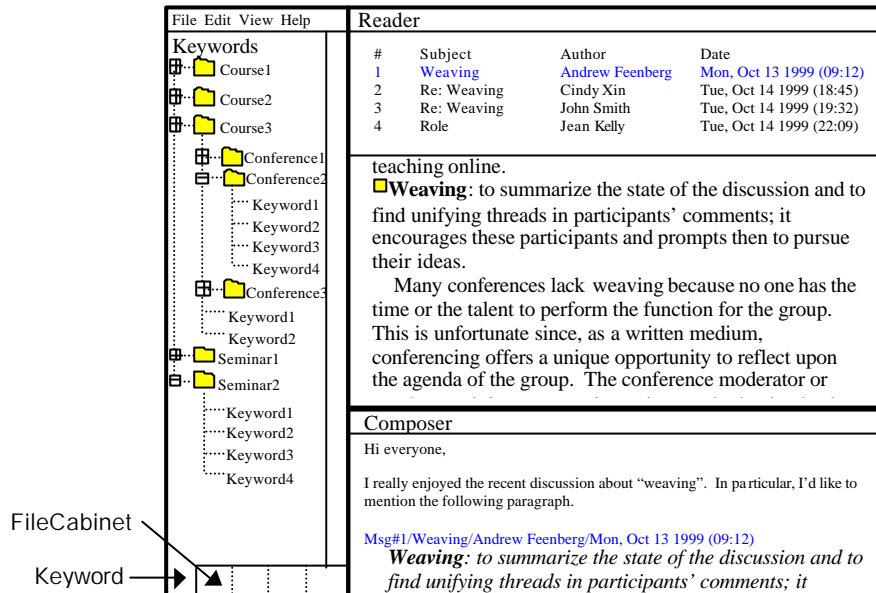 File Edit View Help
Keywords
Course1
Course2
Course3
Conference1
Conference2
Keyword1
Keyword2
Keyword3
Keyword4
Conference3
Keyword1
Keyword2
Seminar1
Seminar2
Keyword1
Keyword2
Keyword3
Keyword4
FileCabinet
Keyword
Reader
# Subject Author Date
1 Weaving Andrew Feenberg Mon, Oct 13 1999 (09:12)
2 Re: Weaving Cindy Xin Tue, Oct 14 1999 (18:45)
3 Re: Weaving John Smith Tue, Oct 14 1999 (19:32)
4 Role Jean Kelly Tue, Oct 14 1999 (22:09)
teaching online.
Weaving: to summarize the state of the discussion and to
find unifying threads in participants’ comments; it
encourages these participants and prompts then to pursue
their ideas.
Many conferences lack weaving because no one has the
time or the talent to perform the function for the group.
This is unfortunate since, as a written medium,
conferencing offers a unique opportunity to reflect upon
the agenda of the group. The conference moderator or
Composer
Hi everyone,
I really enjoyed the recent discussion about “weaving”. In particular, I’d like to
mention the following paragraph.
Msg#1/Weaving/Andrew Feenberg/Mon, Oct 13 1999 (09:12)
Weaving: to summarize the state of the discussion and to
find unifying threads in participants’ comments; it